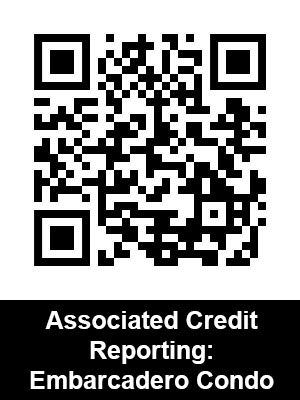 Associated Credit
Reporting:
Embarcadero Condo